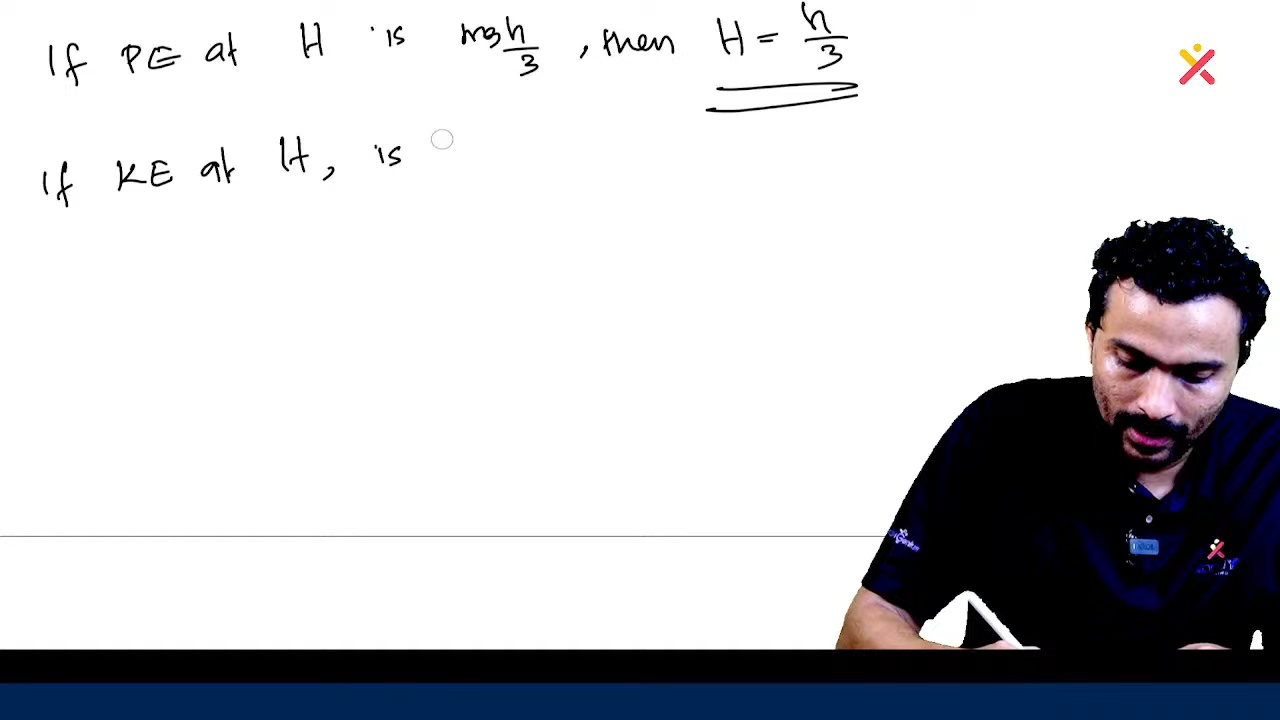 If PE at H is mgh/3, then H = h/3
If KE at H, is